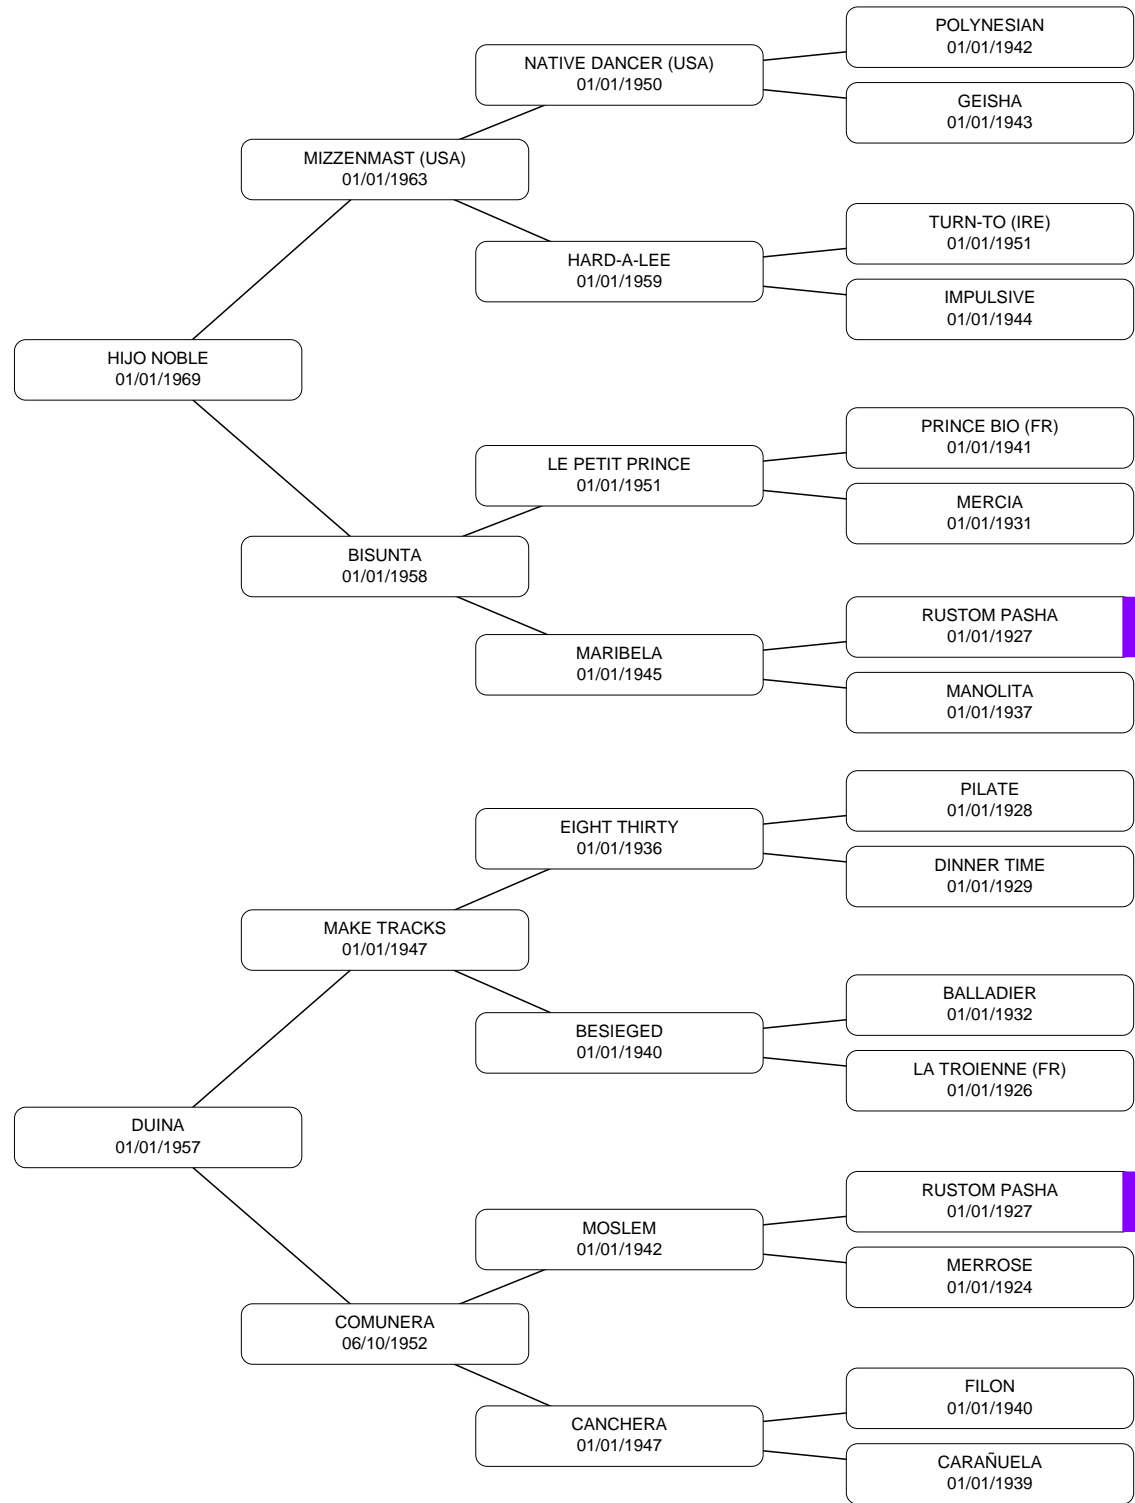 POLYNESIAN
01/01/1942
NATIVE DANCER (USA)
01/01/1950
GEISHA
01/01/1943
MIZZENMAST (USA)
01/01/1963
TURN-TO (IRE)
01/01/1951
HARD-A-LEE
01/01/1959
IMPULSIVE
01/01/1944
HIJO NOBLE
01/01/1969
PRINCE BIO (FR)
01/01/1941
LE PETIT PRINCE
01/01/1951
MERCIA
01/01/1931
BISUNTA
01/01/1958
RUSTOM PASHA
01/01/1927
MARIBELA
01/01/1945
MANOLITA
01/01/1937
PILATE
01/01/1928
EIGHT THIRTY
01/01/1936
DINNER TIME
01/01/1929
MAKE TRACKS
01/01/1947
BALLADIER
01/01/1932
BESIEGED
01/01/1940
LA TROIENNE (FR)
01/01/1926
DUINA
01/01/1957
RUSTOM PASHA
01/01/1927
MOSLEM
01/01/1942
MERROSE
01/01/1924
COMUNERA
06/10/1952
FILON
01/01/1940
CANCHERA
01/01/1947
CARAÑUELA
01/01/1939